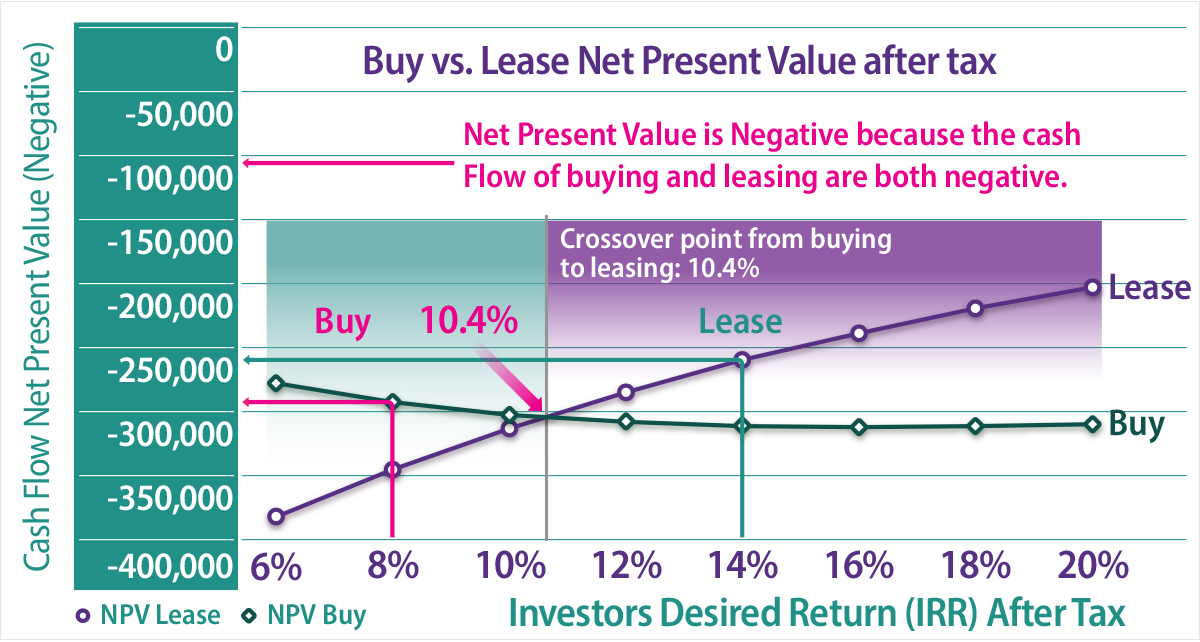 Buy vs. Lease Net Present Value after tax
Cash Flow Net Present Value (Negative)
0
-50,000
-100,000
-150,000
-200,000
-250,000
-300,000
-350,000
-400,000
Net Present Value is Negative because the cash
Flow of buying and leasing are both negative.
Crossover point from buying
to leasing: 10.4%
Buy
10.4%
Lease
Lease
Buy
6%
8%
10%
12%
14%
16%
18%
20%
NPV Lease
NPV Buy
Investors Desired Return (IRR) After Tax